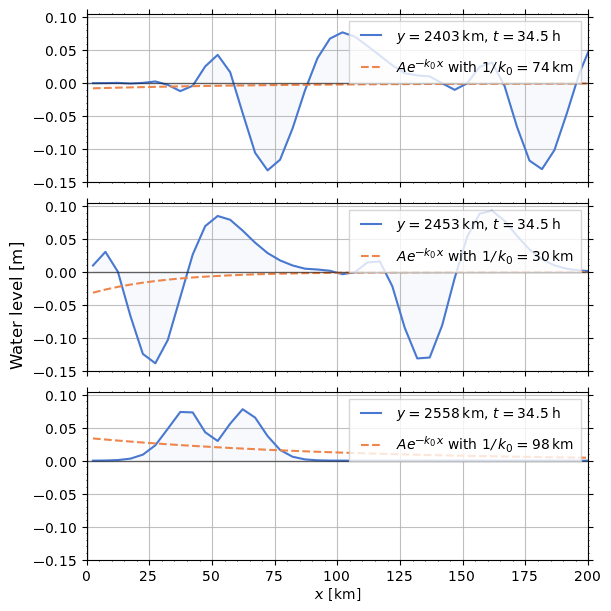 0.10
0.05
0.00
−0.05
−0.10
−0.15
y = 2403 km, t = 34.5 h
Ae^{−k₀x} with 1/k₀ = 74 km
0.10
0.05
0.00
−0.05
−0.10
−0.15
y = 2453 km, t = 34.5 h
Ae^{−k₀x} with 1/k₀ = 30 km
Water level [m]
0.10
0.05
0.00
−0.05
−0.10
−0.15
y = 2558 km, t = 34.5 h
Ae^{−k₀x} with 1/k₀ = 98 km
0 25 50 75 100 125 150 175 200
x [km]